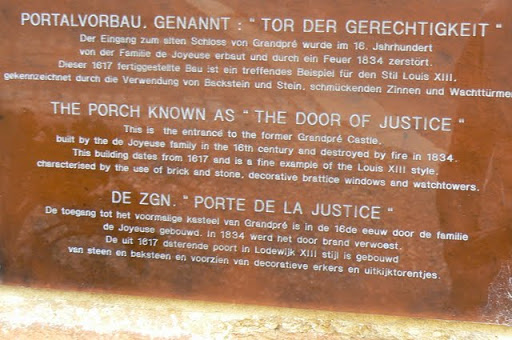 PORTALVORBAU, GENANNT : " TOR DER GERECHTIGKEIT "
Der Eingang zum alten Schloss von Grandpré wurde im 16. Jahrhundert
von der Familie de Joyeuse erbaut und durch ein Feuer 1834 zerstört.
Dieser 1617 fertiggestellte Bau ist ein treffendes Beispiel für den Stil Louis XIII,
gekennzeichnet durch die Verwendung von Backstein und Stein, schmückenden Zinnen und Wachttürmen
THE PORCH KNOWN AS " THE DOOR OF JUSTICE "
This is the entrance to the former Grandpré Castle,
built by the de Joyeuse family in the 16th century and destroyed by fire in 1834.
This building dates from 1617 and is a fine example of the Louis XIII style,
characterised by the use of brick and stone, decorative brattice windows and watchtowers.
DE ZGN. " PORTE DE LA JUSTICE "
De toegang tot het voormalige kasteel van Grandpré is in de 16de eeuw door de familie
de Joyeuse gebouwd. In 1834 werd het door brand verwoest.
De uit 1617 daterende poort in Lodewijk XIII stijl is gebouwd
van steen en baksteen en voorzien van decoratieve erkers en uitkijktorentjes.